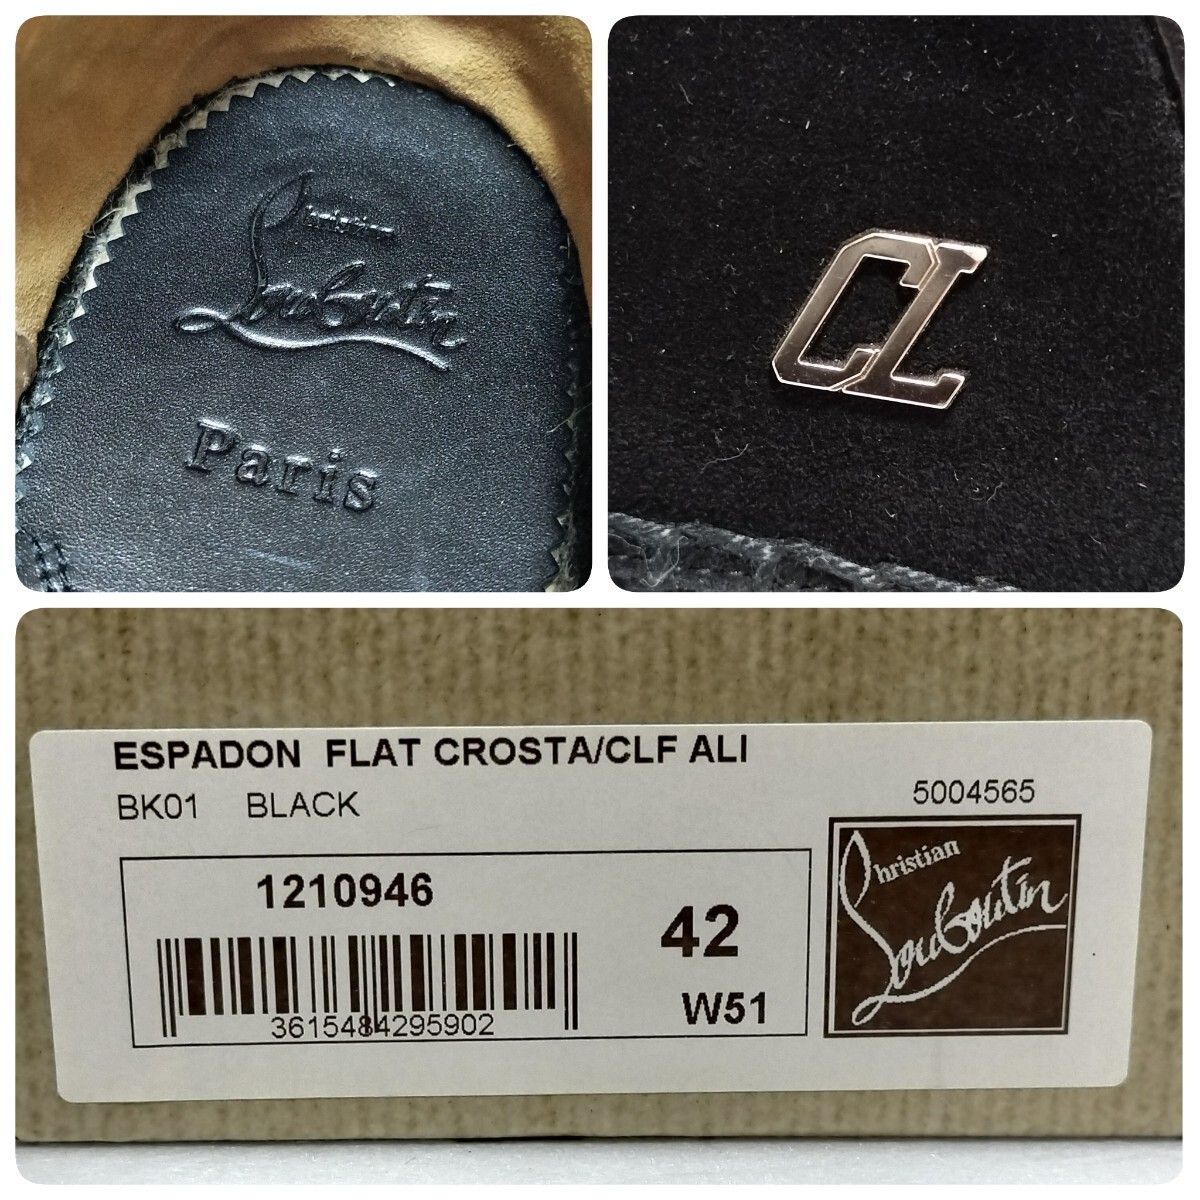 Christian
Louboutin
Paris
CL
ESPADON FLAT CROSTA/CLF ALI
BK01 BLACK
5004565
1210946
42
W51
3615484295902
Christian
Louboutin